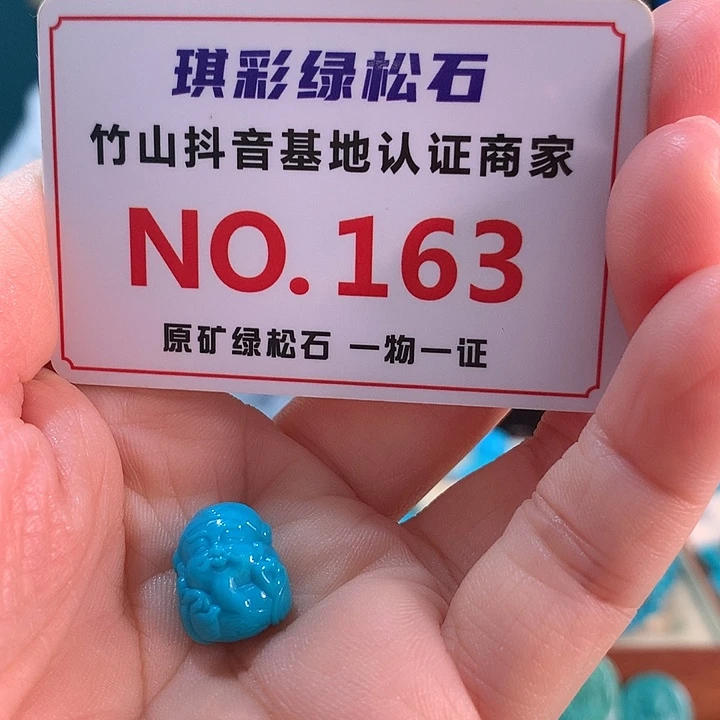 琪彩绿松石
竹山抖音基地认证商家
NO.163
原矿绿松石 一物一证